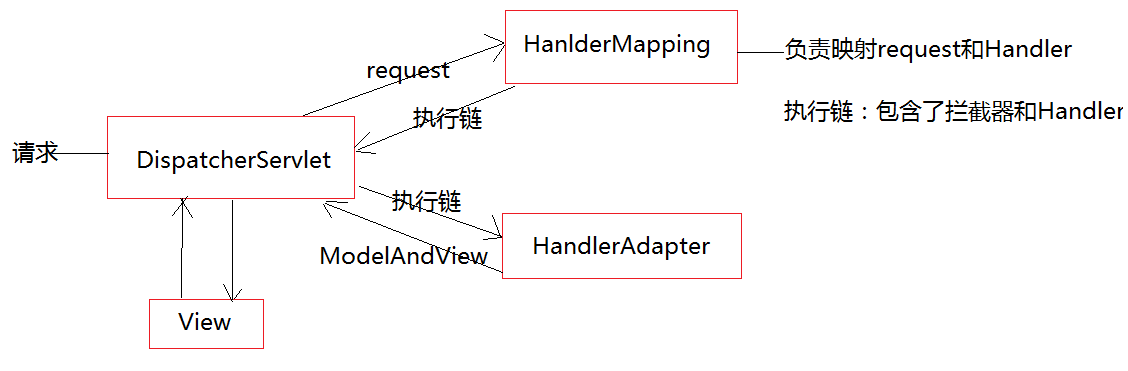 HanlderMapping
负责映射request和Handler
request
执行链
执行链：包含了拦截器和Handler
请求
DispatcherServlet
执行链
ModelAndView
HandlerAdapter
View